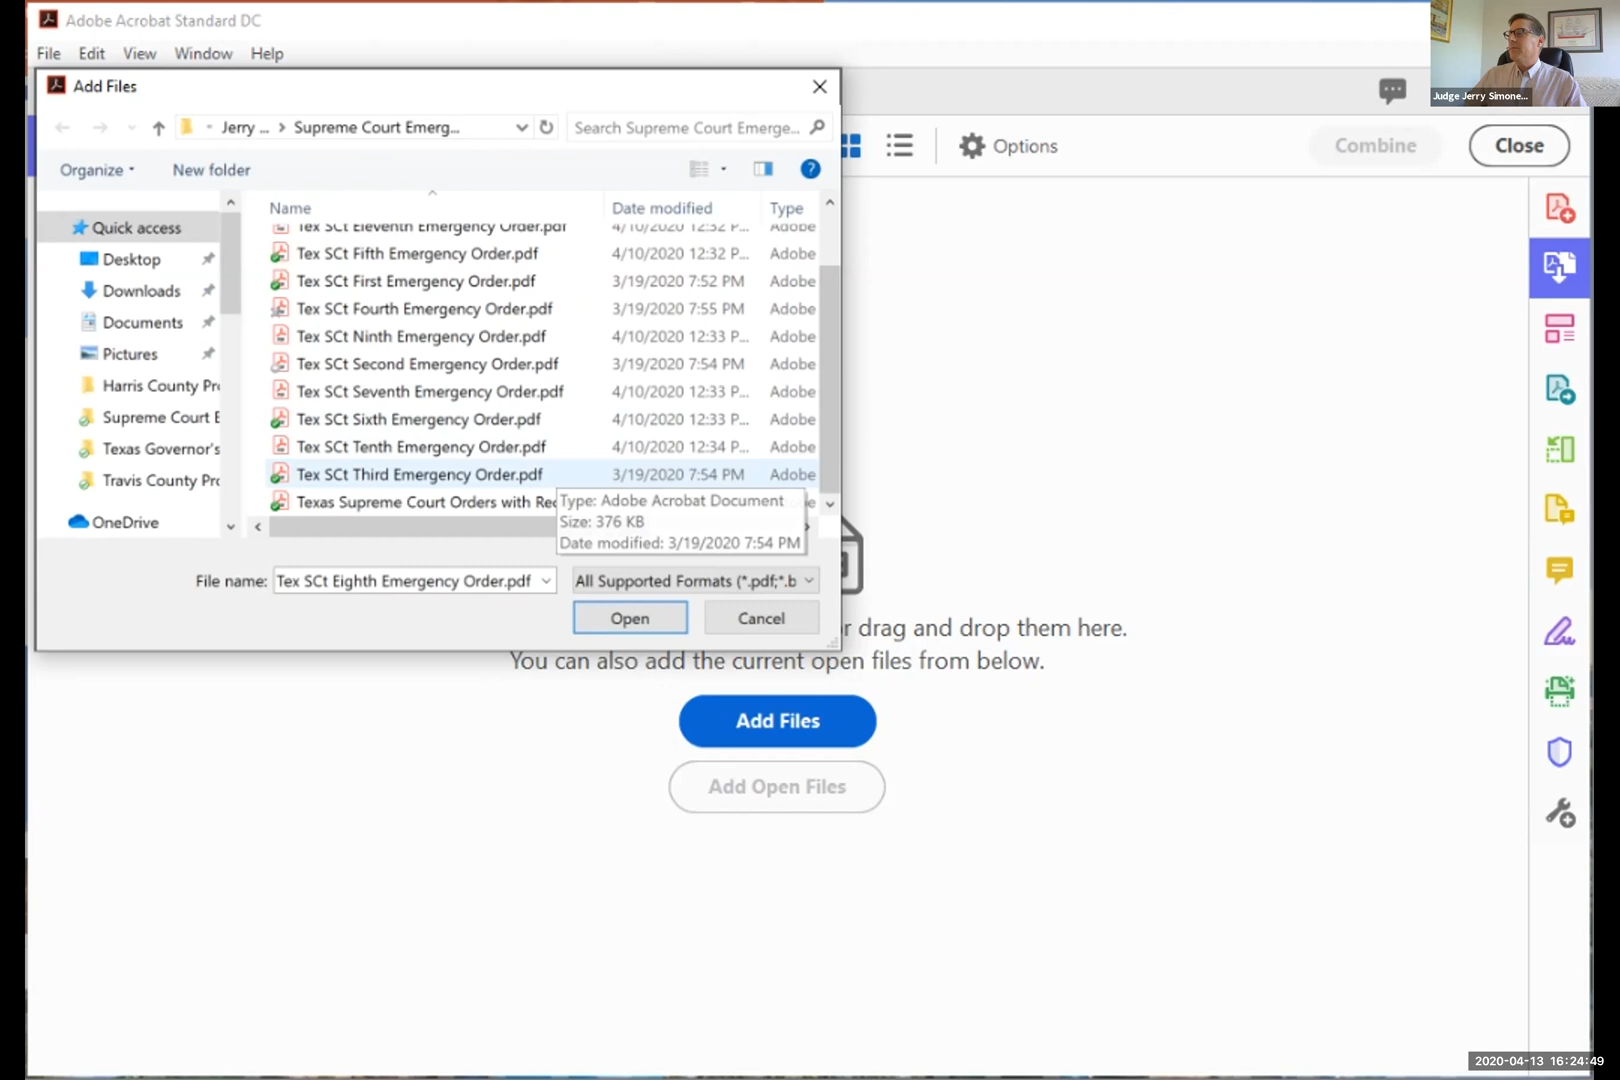 Adobe Acrobat Standard DC
File Edit View Window Help
Judge Jerry Simone...
Add Files
Jerry ... > Supreme Court Emerg...
Search Supreme Court Emerge...
Options
Combine
Close
Organize
New folder
Name Date modified Type
Quick access
Desktop
Downloads
Documents
Pictures
Harris County Pr
Supreme Court E
Texas Governor's
Travis County Pr
OneDrive
Tex SCt Eleventh Emergency Order.pdf 4/10/2020 12:32 P... Adobe
Tex SCt Fifth Emergency Order.pdf 4/10/2020 12:32 P... Adobe
Tex SCt First Emergency Order.pdf 3/19/2020 7:52 PM Adobe
Tex SCt Fourth Emergency Order.pdf 3/19/2020 7:55 PM Adobe
Tex SCt Ninth Emergency Order.pdf 4/10/2020 12:33 P... Adobe
Tex SCt Second Emergency Order.pdf 3/19/2020 7:54 PM Adobe
Tex SCt Seventh Emergency Order.pdf 4/10/2020 12:33 P... Adobe
Tex SCt Sixth Emergency Order.pdf 4/10/2020 12:33 P... Adobe
Tex SCt Tenth Emergency Order.pdf 4/10/2020 12:34 P... Adobe
Tex SCt Third Emergency Order.pdf 3/19/2020 7:54 PM Adobe
Texas Supreme Court Orders with Rec
Type: Adobe Acrobat Document
Size: 376 KB
Date modified: 3/19/2020 7:54 PM
File name: Tex SCt Eighth Emergency Order.pdf All Supported Formats (*.pdf;*.b
Open Cancel
r drag and drop them here.
You can also add the current open files from below.
Add Files
Add Open Files
2020-04-13 16:24:49